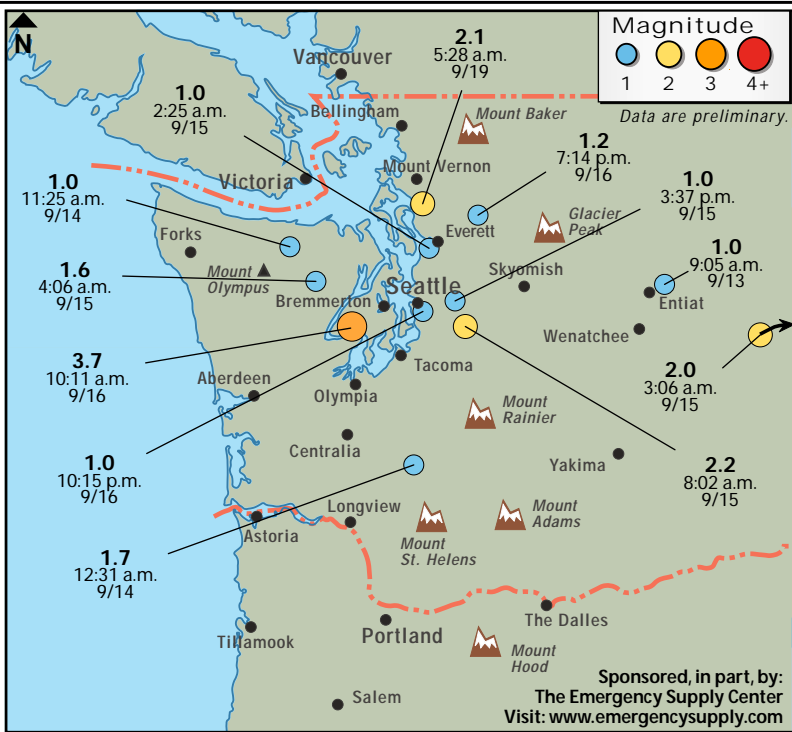 N
Magnitude
1 2 3 4+
Data are preliminary.
2.1
5:28 a.m.
9/19
Vancouver
1.0
2:25 a.m.
9/15
Bellingham
Mount Baker
1.2
7:14 p.m.
9/16
Mount Vernon
Victoria
1.0
11:25 a.m.
9/14
1.0
3:37 p.m.
9/15
Forks
Everett
Glacier
Peak
1.0
9:05 a.m.
9/13
1.6
4:06 a.m.
9/15
Mount
Olympus
Skyomish
Seattle
Bremmerton
Entiat
Wenatchee
3.7
10:11 a.m.
9/16
Tacoma
2.0
3:06 a.m.
9/15
Aberdeen
Olympia
Mount
Rainier
Centralia
1.0
10:15 p.m.
9/16
Yakima
2.2
8:02 a.m.
9/15
Longview
Mount
Adams
Astoria
Mount
St. Helens
1.7
12:31 a.m.
9/14
The Dalles
Tillamook
Portland
Mount
Hood
Salem
Sponsored, in part, by:
The Emergency Supply Center
Visit: www.emergencysupply.com